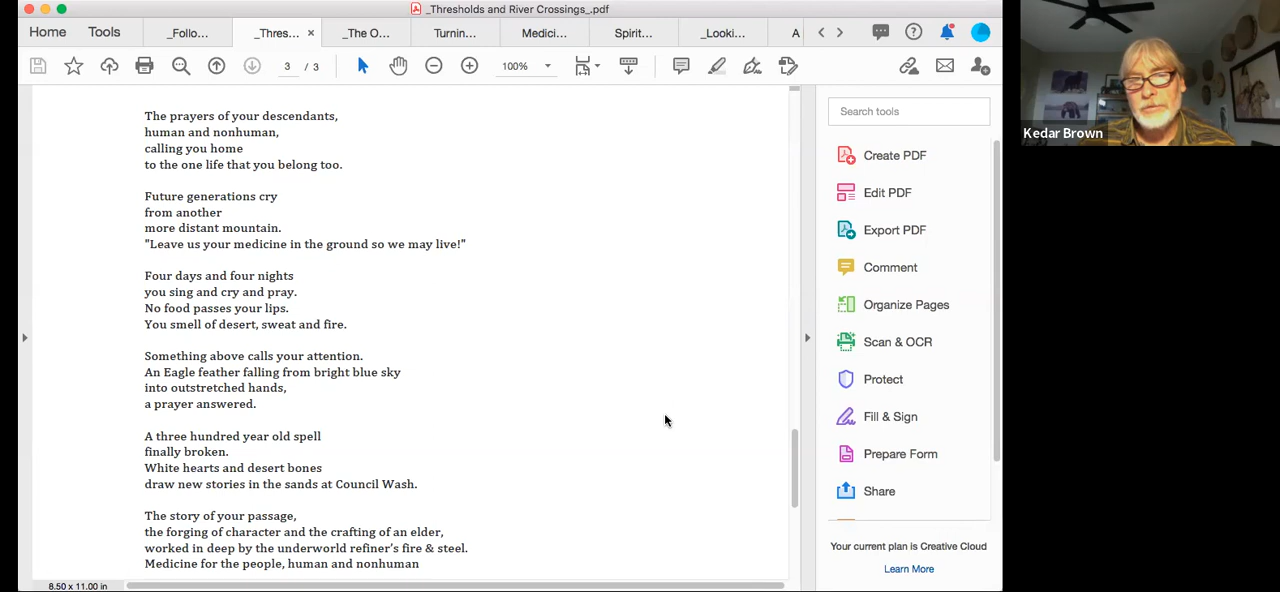 _Thresholds and River Crossings_.pdf
Home
Tools
_Follo...
_Thres...
_The O...
Turnin...
Medici...
Spirit...
_Looki...
A
3 / 3
100%
The prayers of your descendants,
human and nonhuman,
calling you home
to the one life that you belong too.
Future generations cry
from another
more distant mountain.
"Leave us your medicine in the ground so we may live!"
Four days and four nights
you sing and cry and pray.
No food passes your lips.
You smell of desert, sweat and fire.
Something above calls your attention.
An Eagle feather falling from bright blue sky
into outstretched hands,
a prayer answered.
A three hundred year old spell
finally broken.
White hearts and desert bones
draw new stories in the sands at Council Wash.
The story of your passage,
the forging of character and the crafting of an elder,
worked in deep by the underworld refiner's fire & steel.
Medicine for the people, human and nonhuman
8.50 x 11.00 in
Search tools
Create PDF
Edit PDF
Export PDF
Comment
Organize Pages
Scan & OCR
Protect
Fill & Sign
Prepare Form
Share
Your current plan is Creative Cloud
Learn More
Kedar Brown